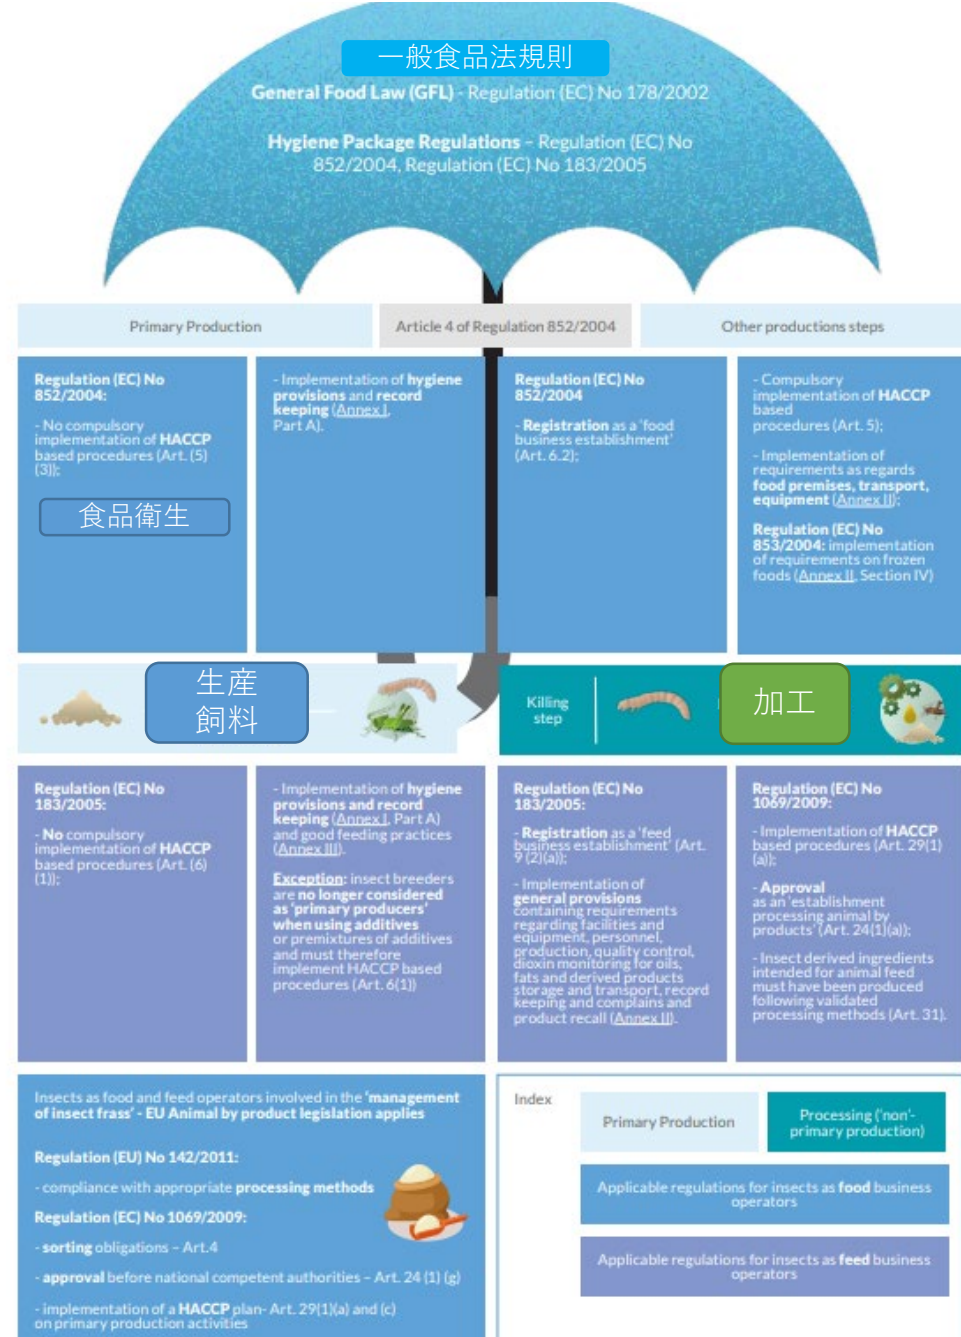 一般食品法規則
General Food Law (GFL) - Regulation (EC) No 178/2002
Hygiene Package Regulations – Regulation (EC) No
852/2004, Regulation (EC) No 183/2005
Primary Production
Article 4 of Regulation 852/2004
Other productions steps
Regulation (EC) No
852/2004:
- No compulsory
implementation of HACCP
based procedures (Art. (5)
(3));
食品衛生
- Implementation of hygiene
provisions and record
keeping (Annex I,
Part A).
Regulation (EC) No
852/2004
- Registration as a 'food
business establishment'
(Art. 6.2);
- Compulsory
implementation of HACCP
based
procedures (Art. 5);
- Implementation of
requirements as regards
food premises, transport,
equipment (Annex II);
Regulation (EC) No
853/2004: implementation
of requirements on frozen
foods (Annex II, Section IV)
生産
飼料
Killing
step
加工
Regulation (EC) No
183/2005:
- No compulsory
implementation of HACCP
based procedures (Art. (6)
(1));
- Implementation of hygiene
provisions and record
keeping (Annex I, Part A)
and good feeding practices
(Annex III).
Exception: insect breeders
are no longer considered
as 'primary producers'
when using additives
or premixtures of additives
and must therefore
implement HACCP based
procedures (Art. 6(1))
Regulation (EC) No
183/2005:
- Registration as a 'feed
business establishment' (Art.
9 (2)(a));
- Implementation of
general provisions
containing requirements
regarding facilities and
equipment, personnel,
production, quality control,
dioxin monitoring for oils,
fats and derived products
storage and transport, record
keeping and complains and
product recall (Annex II).
Regulation (EC) No
1069/2009:
- Implementation of HACCP
based procedures (Art. 29(1)
(a));
- Approval
as an 'establishment
processing animal by
products' (Art. 24(1)(a));
- Insect derived ingredients
intended for animal feed
must have been produced
following validated
processing methods (Art. 31).
Insects as food and feed operators involved in the 'management
of insect frass' - EU Animal by product legislation applies
Regulation (EU) No 142/2011:
- compliance with appropriate processing methods
Regulation (EC) No 1069/2009:
- sorting obligations – Art.4
- approval before national competent authorities – Art. 24 (1) (g)
- implementation of a HACCP plan- Art. 29(1)(a) and (c)
on primary production activities
Index
Primary Production
Processing ('non'-
primary production)
Applicable regulations for insects as food business
operators
Applicable regulations for insects as feed business
operators